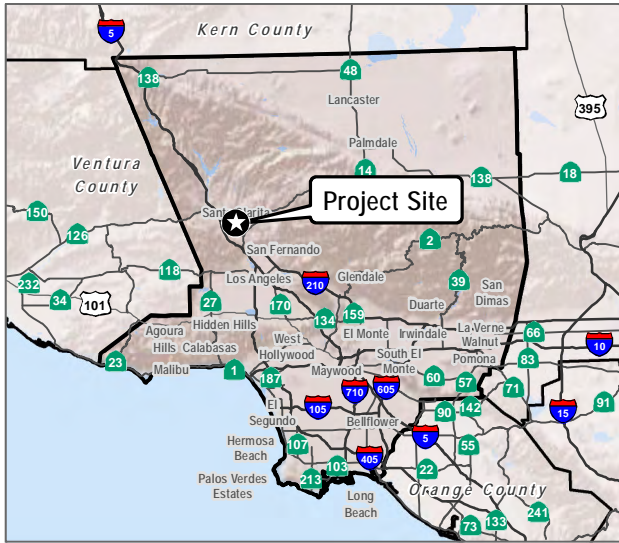 Kern County
5
138
48
Lancaster
395
Palmdale
Ventura
County
14
138
18
150
Santa Clarita
Project Site
126
2
San Fernando
118
Los Angeles
210
Glendale
39
San
Dimas
232
34
101
27
170
134
159
Duarte
Hidden Hills
El Monte
Irwindale
La Verne
66
Agoura
Hills
Calabasas
West
Hollywood
South El
Monte
Walnut
Pomona
10
23
Malibu
1
187
Maywood
710
605
60
57
83
71
El
Segundo
105
Bellflower
90
142
15
91
Hermosa
Beach
107
5
55
Palos Verdes
Estates
213
103
405
22
Orange County
Long
Beach
73
133
241